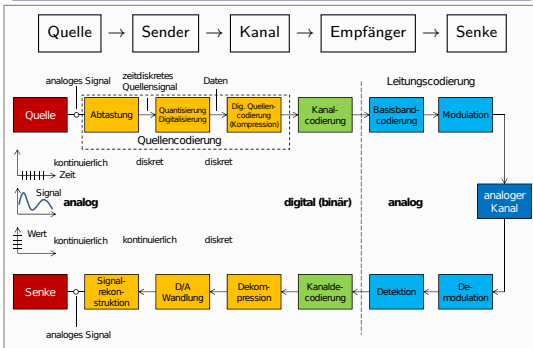 Quelle → Sender → Kanal → Empfänger → Senke
Leitungscodierung
analoges Signal
zeitdiskretes
Quellensignal
Daten
Quelle
Abtastung
Quantisierung
Digitalisierung
Dig. Quellen-
codierung
(Kompression)
Kanal-
codierung
Basisband-
codierung
Modulation
Quellencodierung
kontinuierlich diskret diskret
Zeit
Signal
analog digital (binär) analog
analoger
Kanal
Wert
kontinuierlich kontinuierlich diskret
Senke
Signal-
rekon-
struktion
D/A
Wandlung
Dekom-
pression
Kanalde-
codierung
Detektion
De-
modulation
analoges Signal